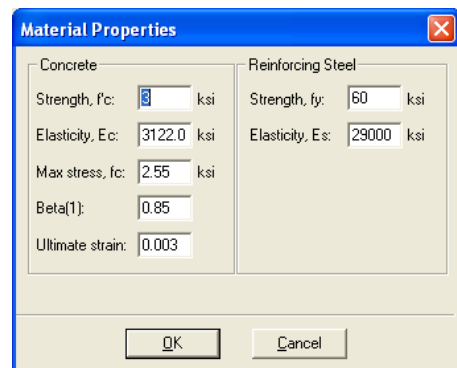 Material Properties
Concrete
Strength, f'c: 3 ksi
Elasticity, Ec: 3122.0 ksi
Max stress, fc: 2.55 ksi
Beta(1): 0.85
Ultimate strain: 0.003
Reinforcing Steel
Strength, fy: 60 ksi
Elasticity, Es: 29000 ksi
OK Cancel